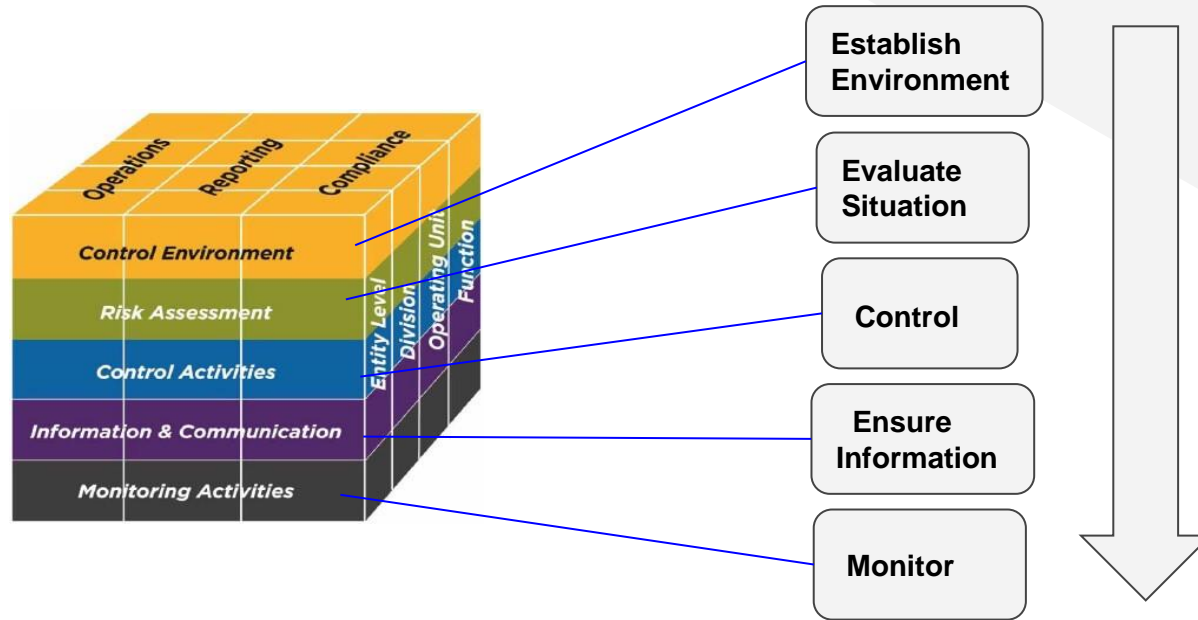 Operations
Reporting
Compliance
Control Environment
Risk Assessment
Control Activities
Information & Communication
Monitoring Activities
Entity Level
Division
Operating Unit
Function
Establish
Environment
Evaluate
Situation
Control
Ensure
Information
Monitor